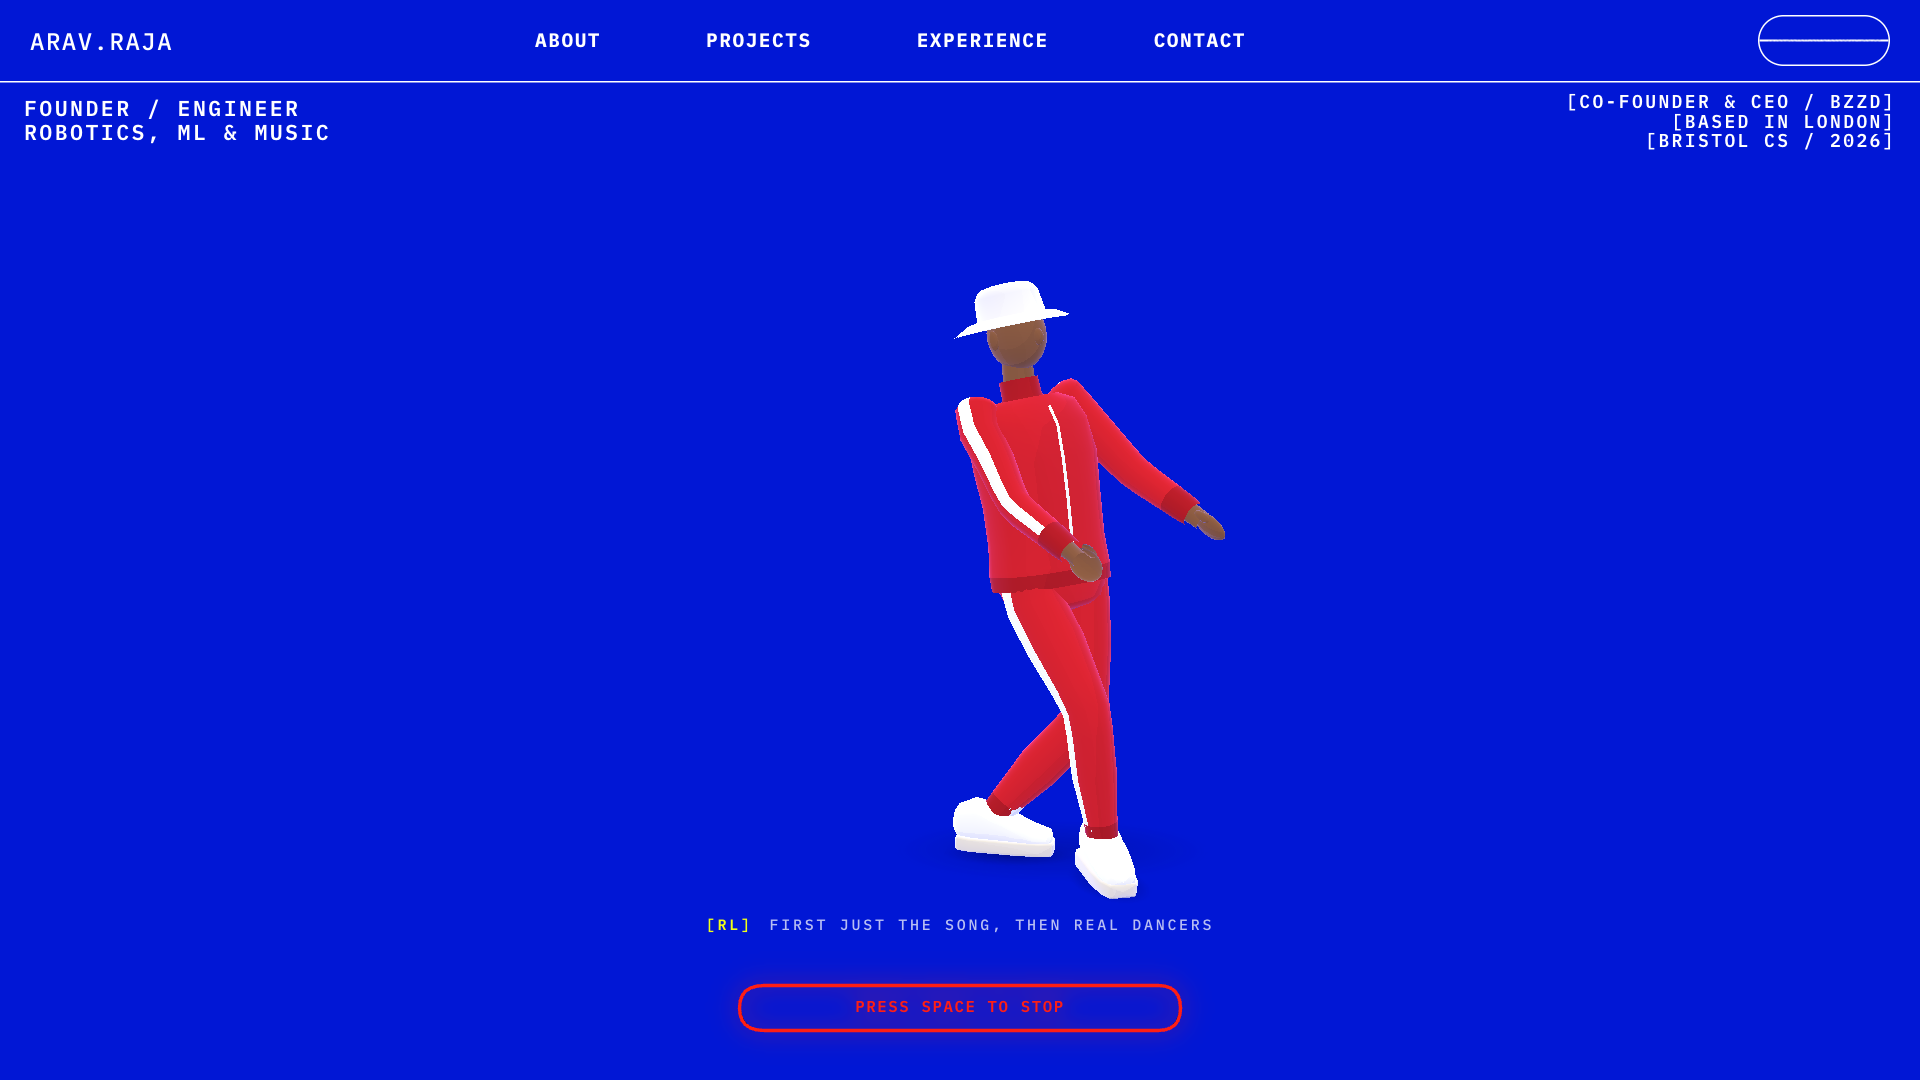 ARAV.RAJA
ABOUT
PROJECTS
EXPERIENCE
CONTACT
FOUNDER / ENGINEER
ROBOTICS, ML & MUSIC
[CO-FOUNDER & CEO / BZZD]
[BASED IN LONDON]
[BRISTOL CS / 2026]
[RL] FIRST JUST THE SONG, THEN REAL DANCERS
PRESS SPACE TO STOP